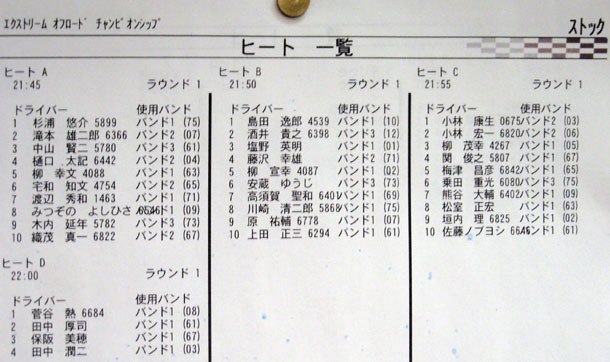 エクストリーム オフロード チャンピオンシップ
ストック
ヒート 一覧
ヒート A
21:45 ラウンド 1
ドライバー 使用バンド
1 杉浦 悠介 5899 バンド1 (75)
2 滝本 雄二郎 6366 バンド2 (07)
3 中山 賢二 5780 バンド3 (61)
4 樋口 .太記 6442 バンド2 (04)
5 柳 幸文 4088 バンド1 (63)
6 宅和 知文 4754 バンド2 (65)
7 渡辺 秀和 1463 バンド3 (71)
8 みつぞの よしひさ バンド1 (09)
9 木内 延年 5782 バンド3 (73)
10 織茂 真一 6822 バンド2 (67)
ヒート B
21:50 ラウンド 1
ドライバー 使用バンド
1 島田 逸郎 4539 バンド1 (10)
2 酒井 貴之 6398 バンド3 (12)
3 塩野 英明 バンド1 (01)
4 藤沢 幸雄 バンド2 (71)
5 柳 宣幸 4087 バンド1 (02)
6 安蔵 ゆうじ バンド3 (73)
7 高須賀 聖和 640 バンド1 (69)
8 川崎 清二郎 5868 バンド1 (75)
9 原 祐輔 6778 バンド1 (07)
10 上田 正三 6294 バンド1 (61)
ヒート C
21:55 ラウンド 1
ドライバー 使用バンド
1 小林 康生 0675 バンド2 (03)
2 小林 宏一 6820 バンド2 (06)
3 柳 茂幸 4267 バンド1 (05)
4 関 俊之 5807 バンド1 (67)
5 梅津 昌彦 6842 バンド1 (65)
6 乗田 重光 6080 バンド3 (75)
7 熊谷 大輔 6402 バンド1 (09)
8 松室 正宏 バンド1 (63)
9 垣内 理 6825 バンド1 (02)
10 佐藤ノブヨシ バンド1 (61)
ヒート D
22:00 ラウンド 1
ドライバー 使用バンド
1 菅谷 熱 6684 バンド1 (08)
2 田中 厚司 バンド1 (61)
3 保阪 美穂 バンド1 (67)
4 田中 潤二 バンド1 (03)